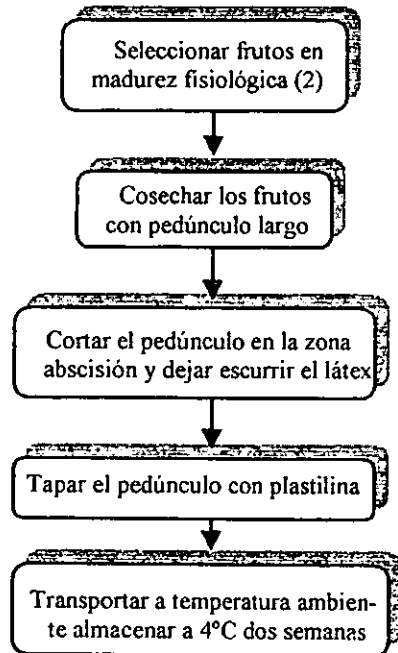 Seleccionar frutos en
madurez fisiológica (2)
Cosechar los frutos
con pedúnculo largo
Cortar el pedúnculo en la zona
abscisión y dejar escurrir el látex
Tapar el pedúnculo con plastilina
Transportar a temperatura ambien-
te almacenar a 4°C dos semanas